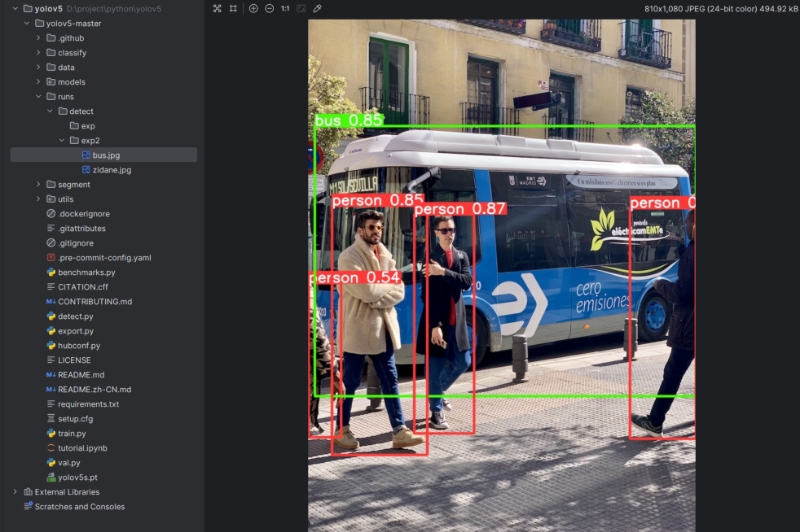 yolov5 D:\project\python\yolov5
810x1,080 JPEG (24-bit color) 494.92 kB
1:1
yolov5-master
.github
classify
data
models
runs
detect
exp
exp2
bus.jpg
zidane.jpg
segment
utils
.dockerignore
.gitattributes
.gitignore
.pre-commit-config.yaml
benchmarks.py
CITATION.cff
CONTRIBUTING.md
detect.py
export.py
hubconf.py
LICENSE
README.md
README.zh-CN.md
requirements.txt
setup.cfg
train.py
tutorial.ipynb
val.py
yolov5s.pt
External Libraries
Scratches and Consoles
bus 0.85
person 0.85
person 0.87
person 0
person 0.54
EMT
MADRID
eléctricamEMTe
cero
emisiones